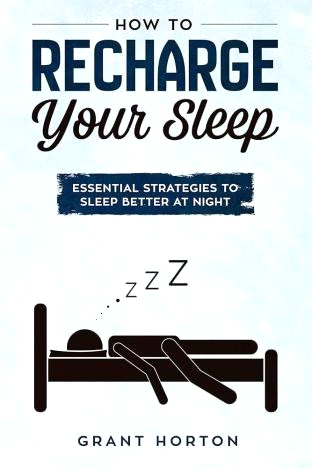 HOW TO
RECHARGE
Your Sleep
ESSENTIAL STRATEGIES TO
SLEEP BETTER AT NIGHT
Z Z Z
GRANT HORTON